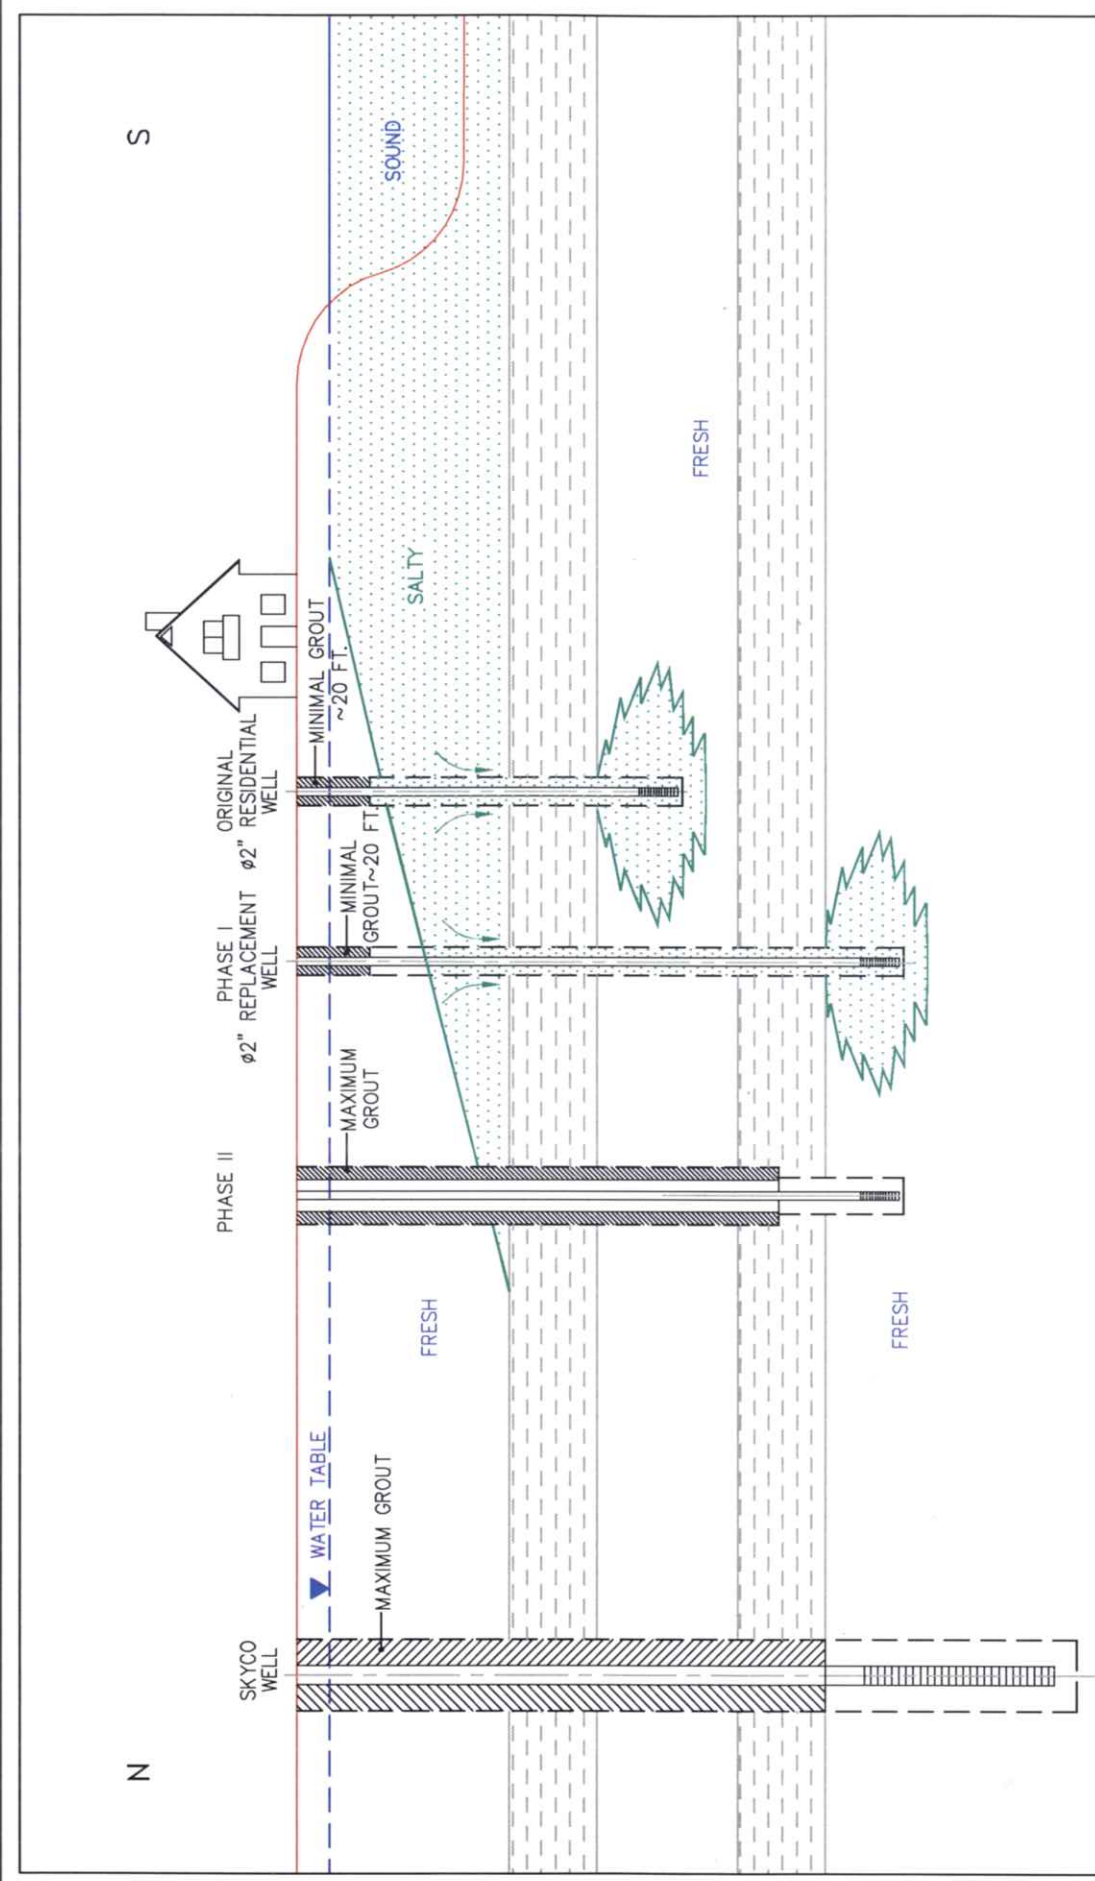 N
S
SKYCO
WELL
PHASE II
PHASE I
ø2" REPLACEMENT
WELL
ORIGINAL
ø2" RESIDENTIAL
WELL
WATER TABLE
MAXIMUM GROUT
MAXIMUM
GROUT
MINIMAL
GROUT~20 FT.
MINIMAL GROUT
~20 FT.
SOUND
SALTY
FRESH
FRESH
FRESH